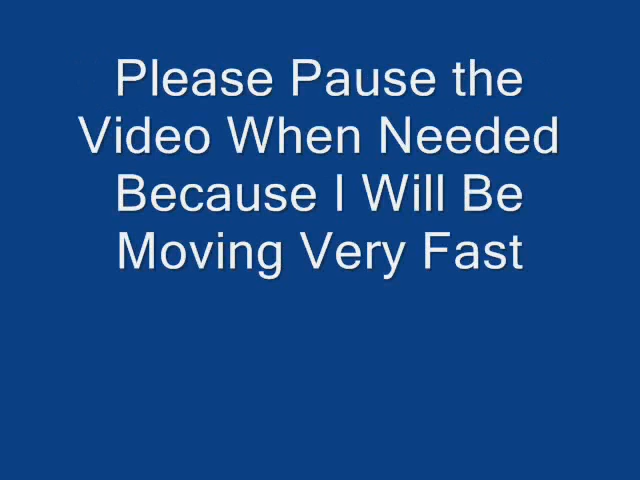 Please Pause the
Video When Needed
Because I Will Be
Moving Very Fast